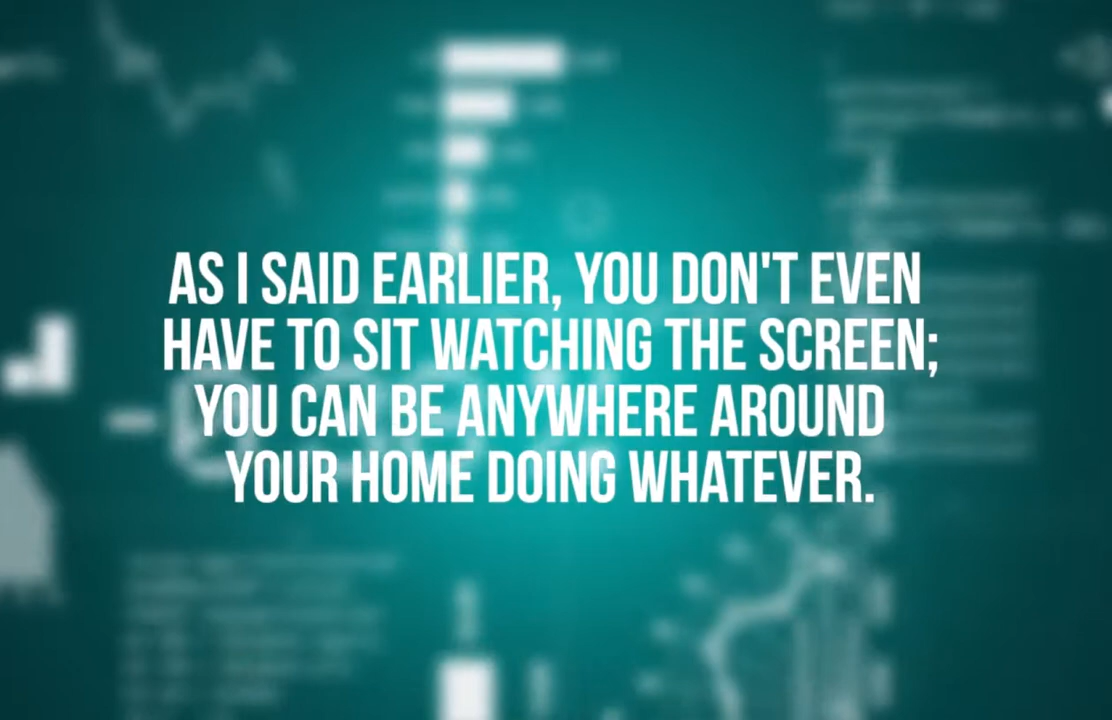 AS I SAID EARLIER, YOU DON'T EVEN
HAVE TO SIT WATCHING THE SCREEN;
YOU CAN BE ANYWHERE AROUND
YOUR HOME DOING WHATEVER.